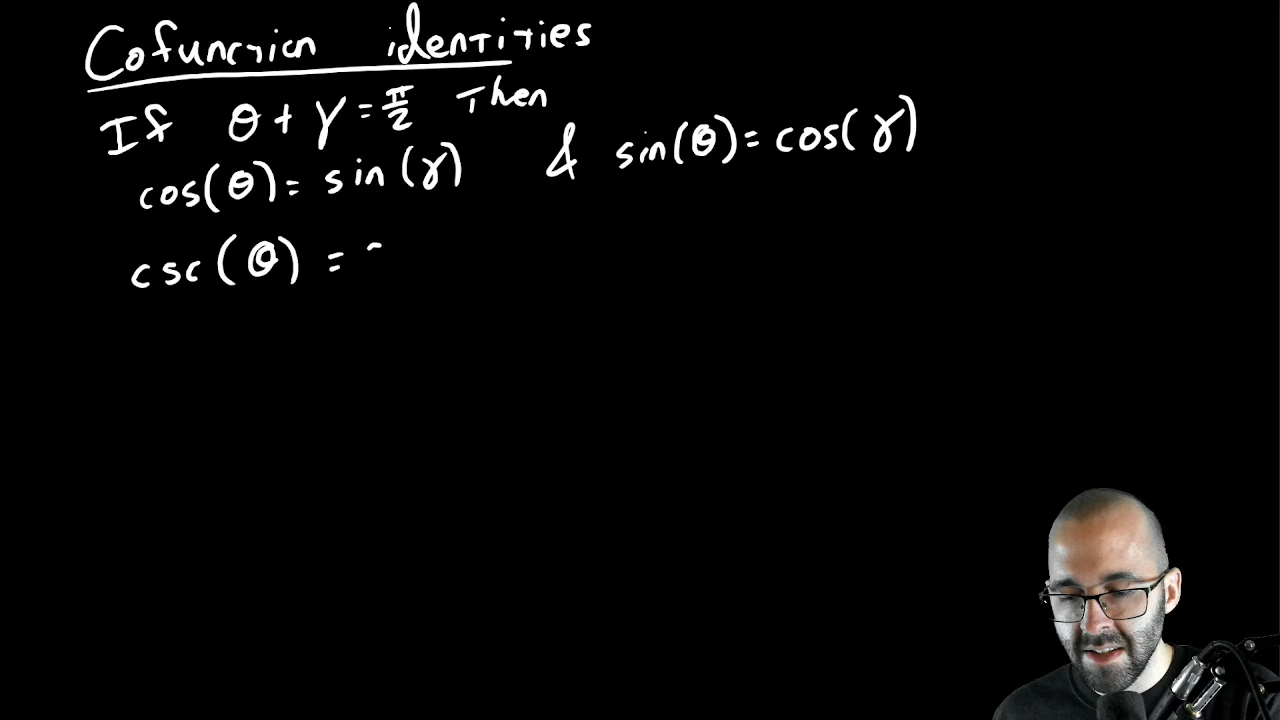 Cofunction identities
If θ + γ = π/2 Then
cos(θ) = sin(γ) & sin(θ) = cos(γ)
csc(θ) =